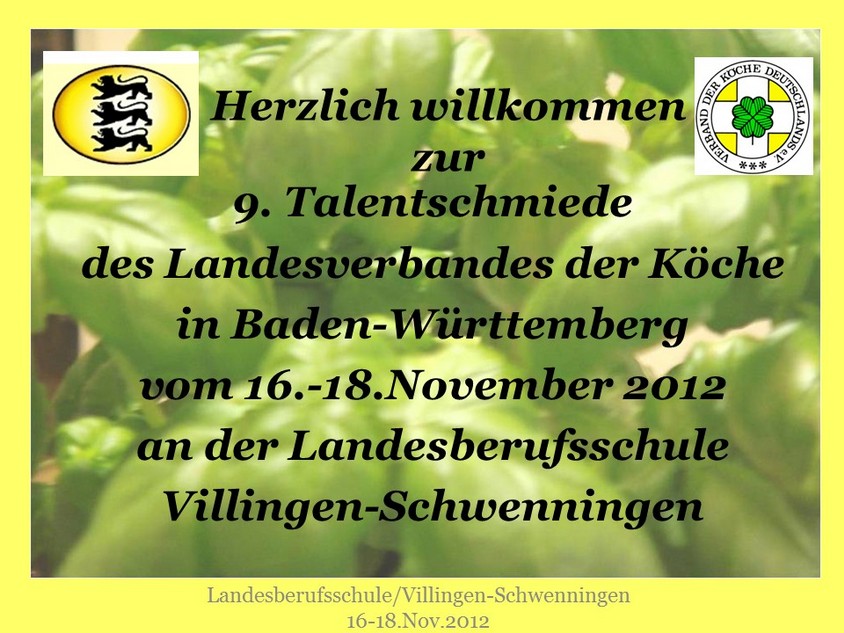 Herzlich willkommen
zur
9. Talentschmiede
des Landesverbandes der Köche
in Baden-Württemberg
vom 16.-18.November 2012
an der Landesberufsschule
Villingen-Schwenningen
VERBAND DER KÖCHE DEUTSCHLANDS e.V.
Landesberufsschule/Villingen-Schwenningen
16-18.Nov.2012